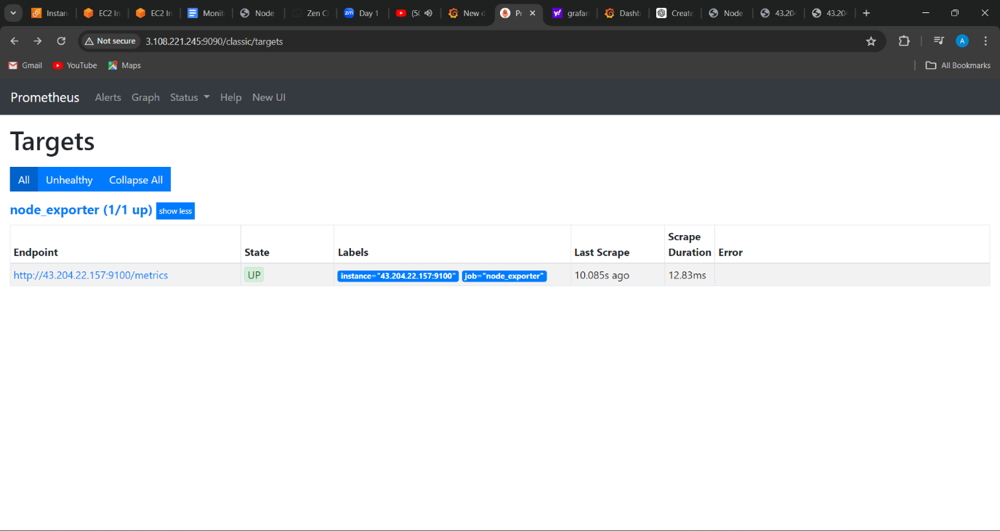 Instan EC2 In EC2 In Monit Node Zen C Day 1 (50 New d Pr grafan Dashb Create Node 43.204 43.204
Not secure 3.108.221.245:9090/classic/targets A
Gmail YouTube Maps All Bookmarks
Prometheus Alerts Graph Status Help New UI
Targets
All Unhealthy Collapse All
node_exporter (1/1 up) show less
Endpoint State Labels Last Scrape Scrape Duration Error
http://43.204.22.157:9100/metrics UP instance="43.204.22.157:9100" job="node_exporter" 10.085s ago 12.83ms